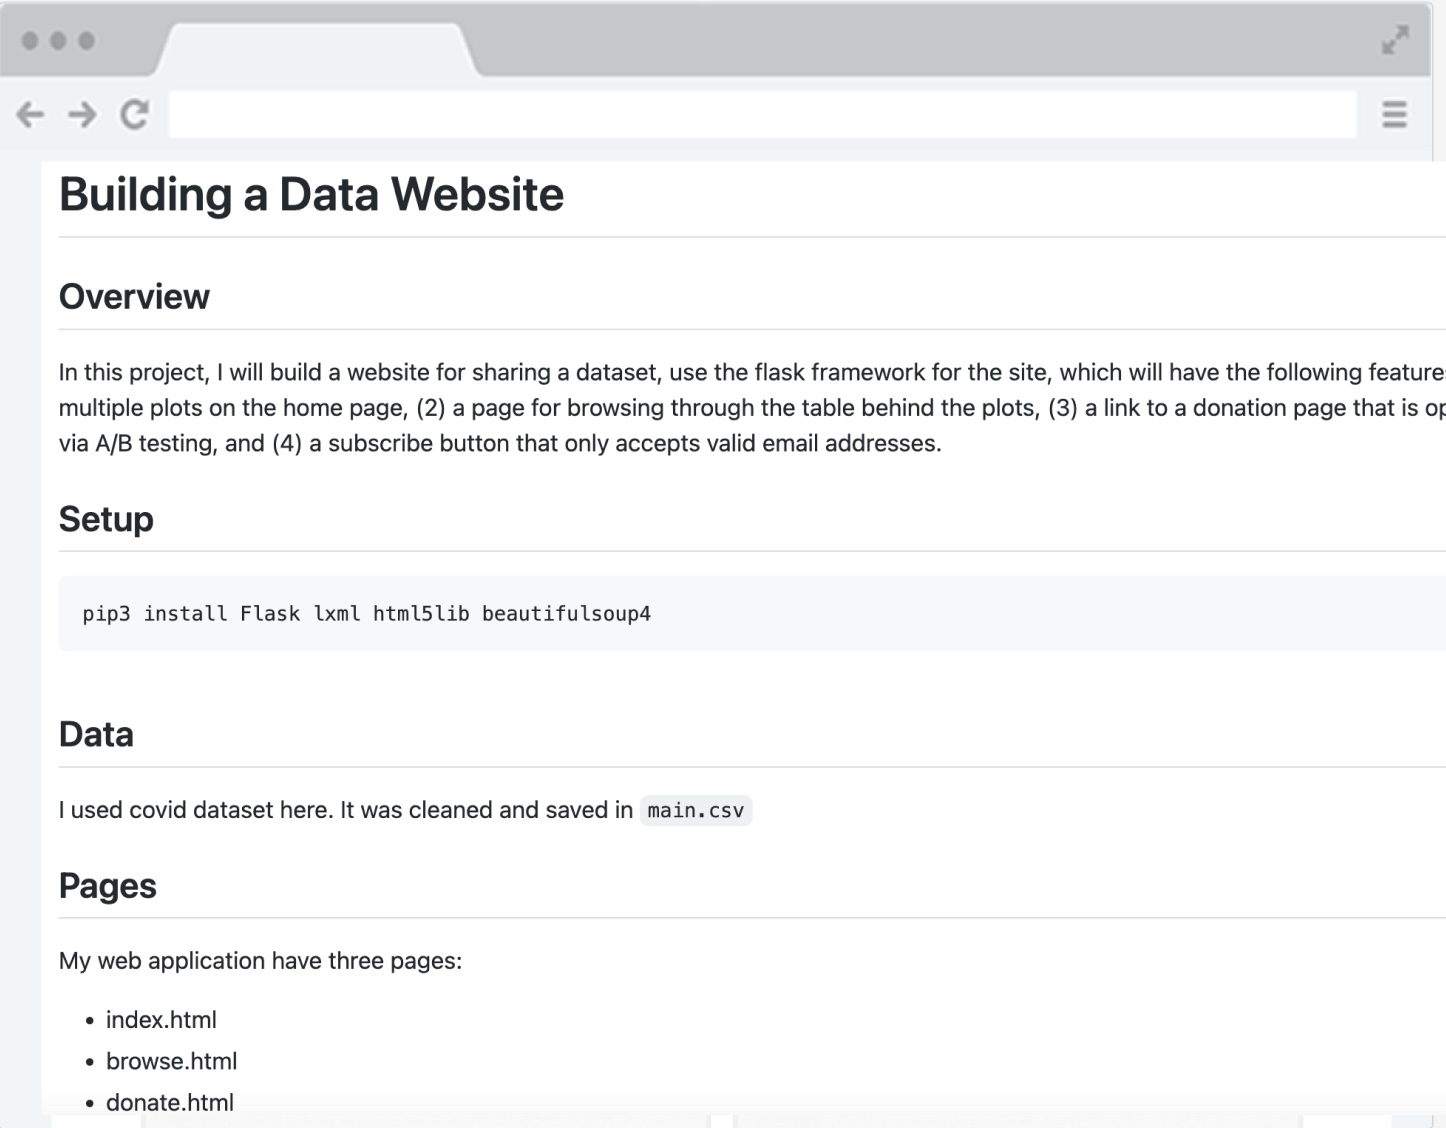 Building a Data Website
Overview
In this project, I will build a website for sharing a dataset, use the flask framework for the site, which will have the following
multiple plots on the home page, (2) a page for browsing through the table behind the plots, (3) a link to a donation page that is
via A/B testing, and (4) a subscribe button that only accepts valid email addresses.
Setup
pip3 install Flask lxml html5lib beautifulsoup4
Data
I used covid dataset here. It was cleaned and saved in main.csv
Pages
My web application have three pages:
• index.html
• browse.html
• donate.html